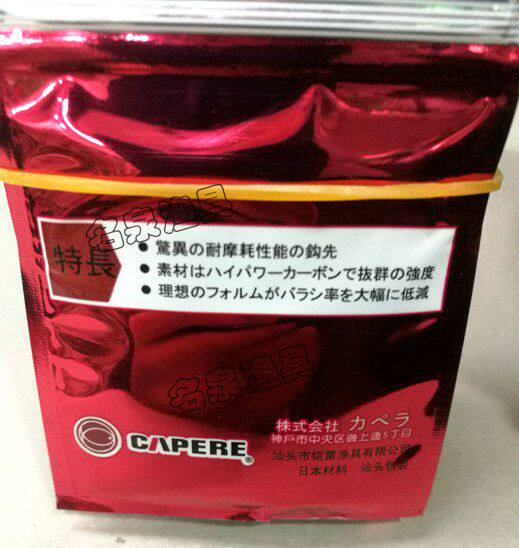 名泉渔具
特長
● 驚異の耐摩耗性能の鈎先
● 素材はハイパワーカーボンで抜群の強度
● 理想のフォルムがバラシ率を大幅に低減
名泉渔具
CAPERE®
株式会社 カペラ
神戸市中央区磯上通5丁目
汕头市铠雷渔具有限公司
日本材料 汕头包装